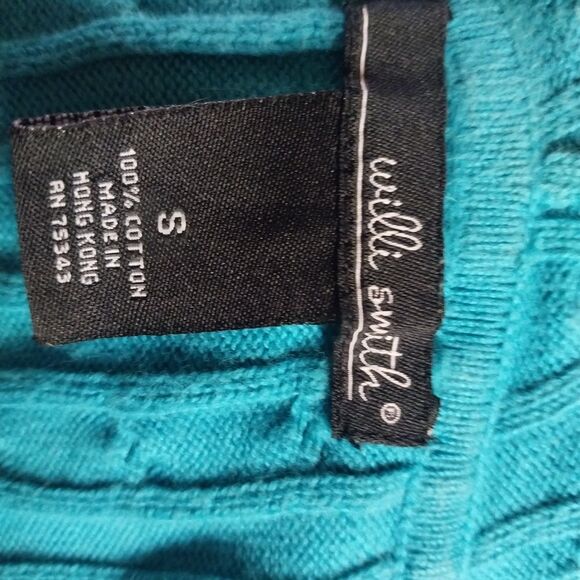 willi smith®
S
100% COTTON
MADE IN
HONG KONG
RN 75343